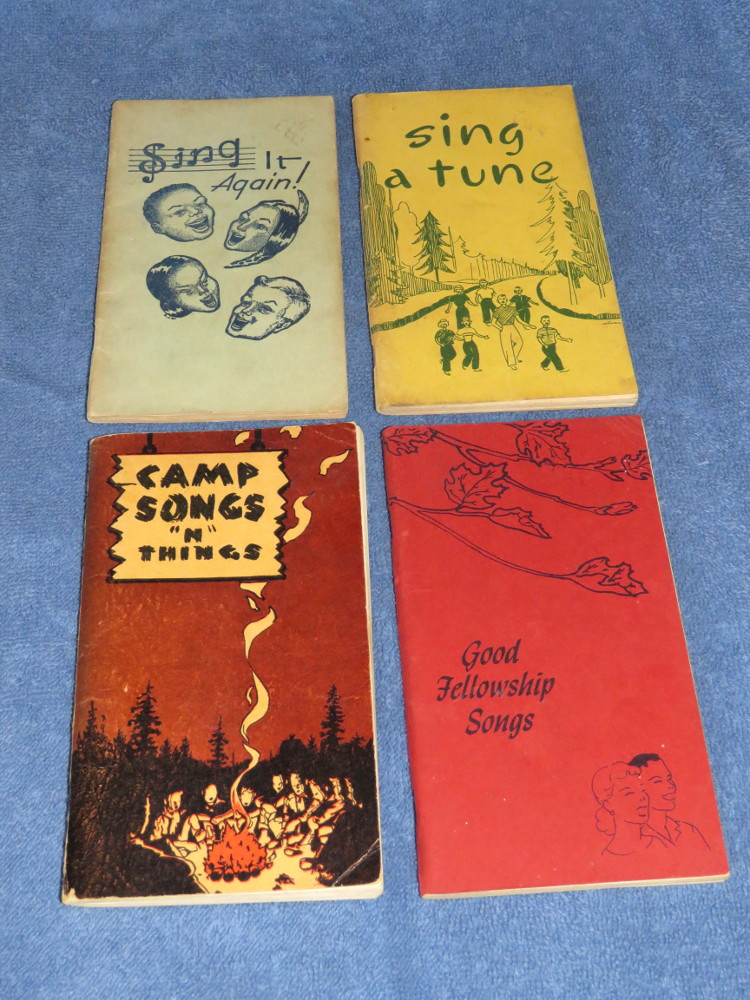 Sing It
Again!
sing
a tune
CAMP
SONGS
"N"
THINGS
Good
Fellowship
Songs